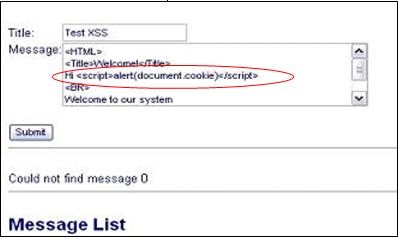 Title: Test XSS
Message: <HTML>
<Title>Welcome!</Title>
Hi <script>alert(document.cookie)</script>
<BR>
Welcome to our system
Submit
Could not find message 0
Message List